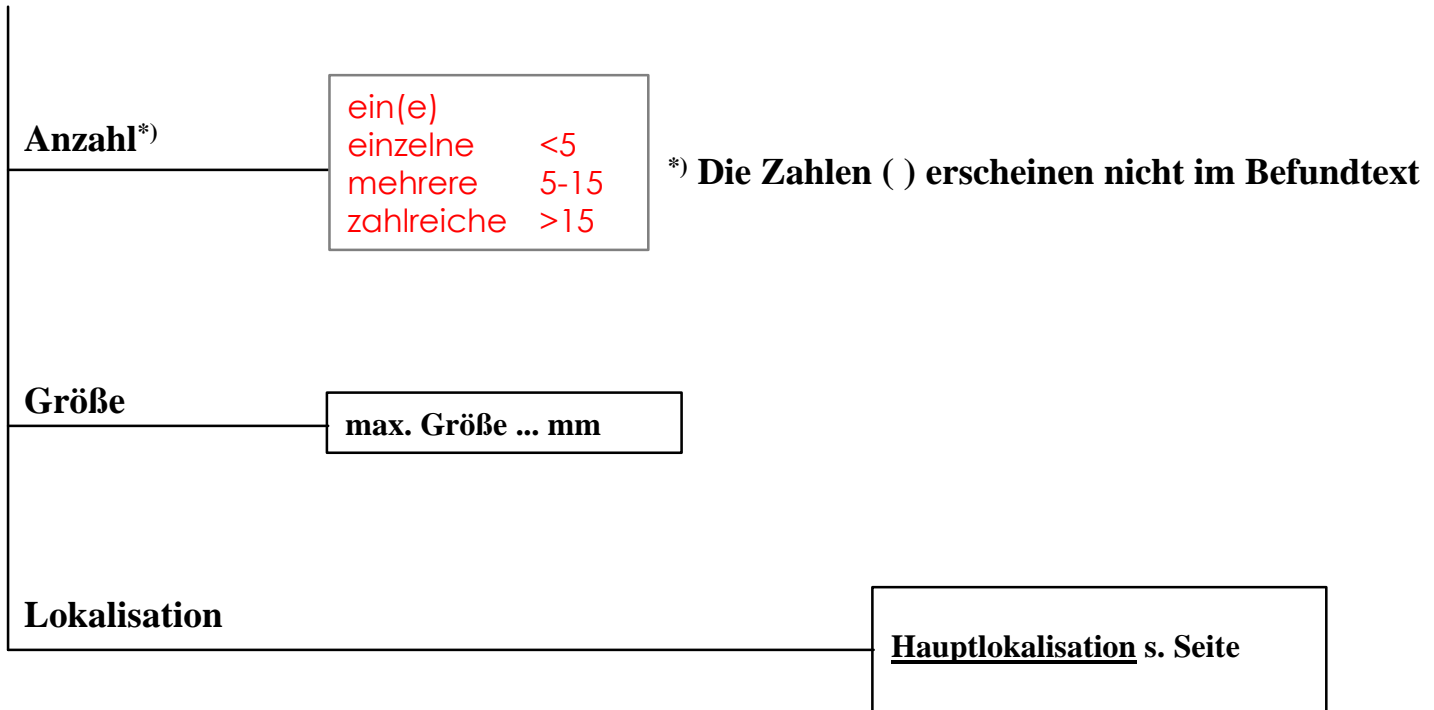 Anzahl*)
ein(e)
einzelne <5
mehrere 5-15
zahlreiche >15
*) Die Zahlen ( ) erscheinen nicht im Befundtext
Größe
max. Größe ... mm
Lokalisation
Hauptlokalisation s. Seite